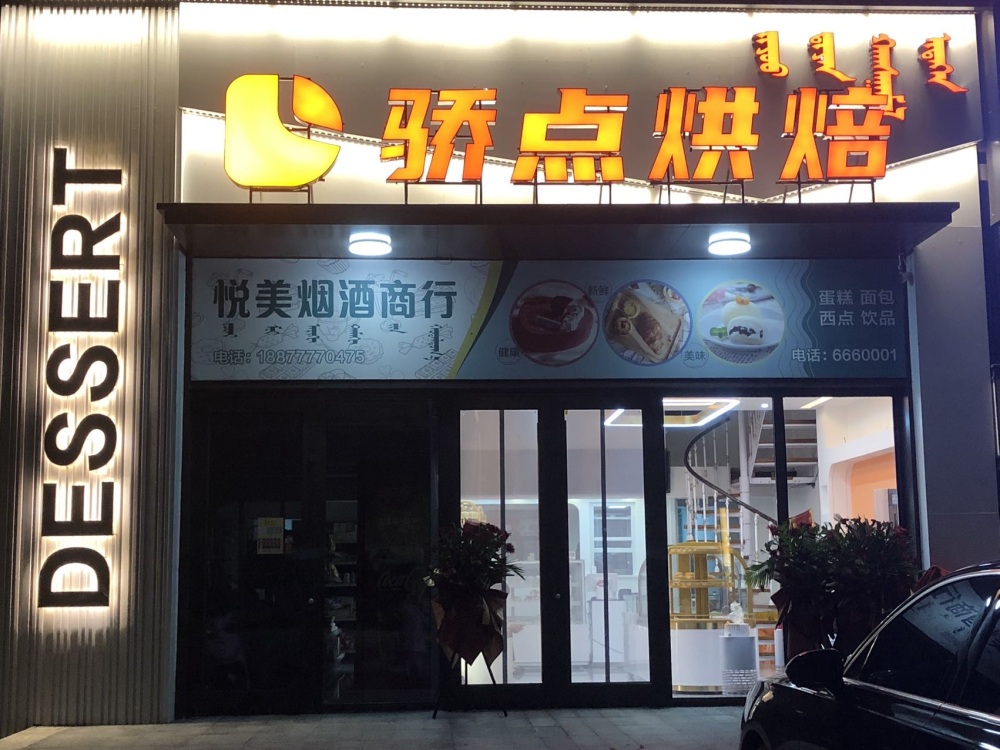 骄点烘焙
DESSERT
悦美烟酒商行
电话:18877770475
新鲜
健康
美味
蛋糕 面包
西点 饮品
电话:6660001